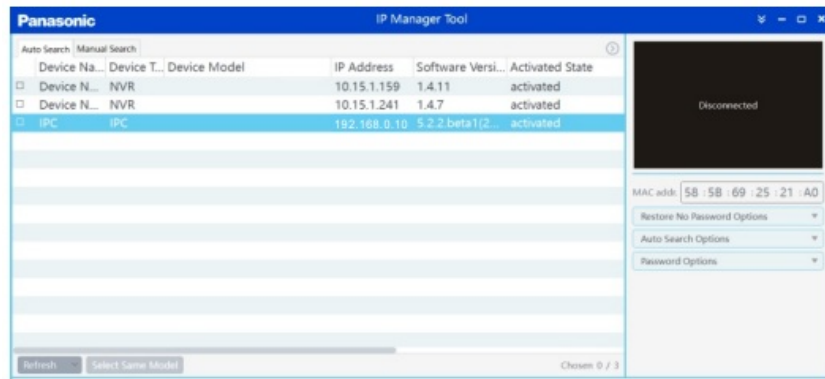 Panasonic IP Manager Tool
Auto Search Manual Search
Device Na... Device T... Device Model IP Address Software Versi... Activated State
Device N... NVR 10.15.1.159 1.4.11 activated
Device N... NVR 10.15.1.241 1.4.7 activated
IPC IPC 192.168.0.10 5.2.2.beta1(2... activated
Disconnected
MAC addr. 58 : 5B : 69 : 25 : 21 : A0
Restore No Password Options
Auto Search Options
Password Options
Refresh Select Same Model Chosen 0 / 3